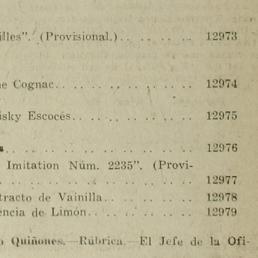 illes". (Provisional.).. .. .. .. 12973
ne Cognac.. .. .. .. .. .. 12974
isky Escocés.. .. .. .. .. 12975
.. .. .. .. .. .. .. 12976
Imitation Núm. 2235". (Provi-
.. .. .. .. .. .. .. 12977
tracto de Vainilla.. .. .. 12978
encia de Limón.. .. .. .. 12979
o Quiñones.—Rúbrica.—El Jefe de la Ofi-